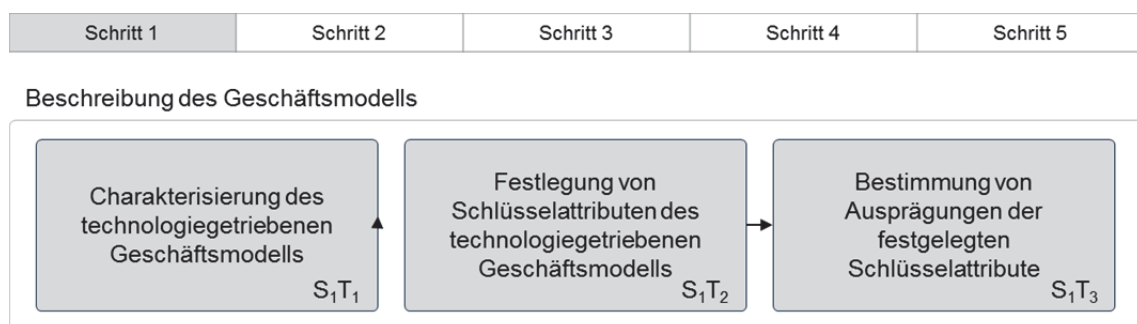 Schritt 1 Schritt 2 Schritt 3 Schritt 4 Schritt 5
Beschreibung des Geschäftsmodells
Charakterisierung des
technologiegetriebenen
Geschäftsmodells
S₁T₁
Festlegung von
Schlüsselattributen des
technologiegetriebenen
Geschäftsmodells
S₁T₂
Bestimmung von
Ausprägungen der
festgelegten
Schlüsselattribute
S₁T₃